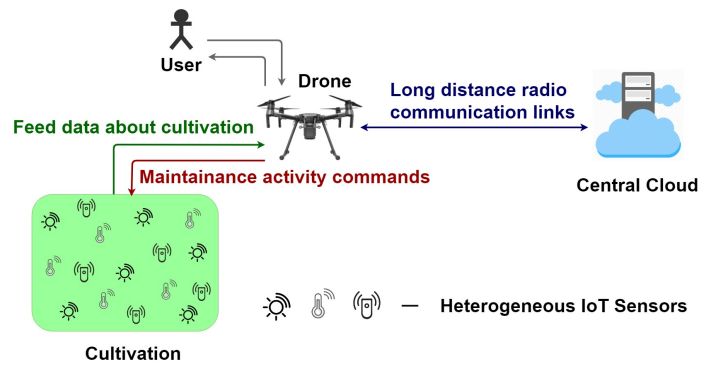 User
Drone
Long distance radio
communication links
Feed data about cultivation
Maintainance activity commands
Central Cloud
Heterogeneous IoT Sensors
Cultivation